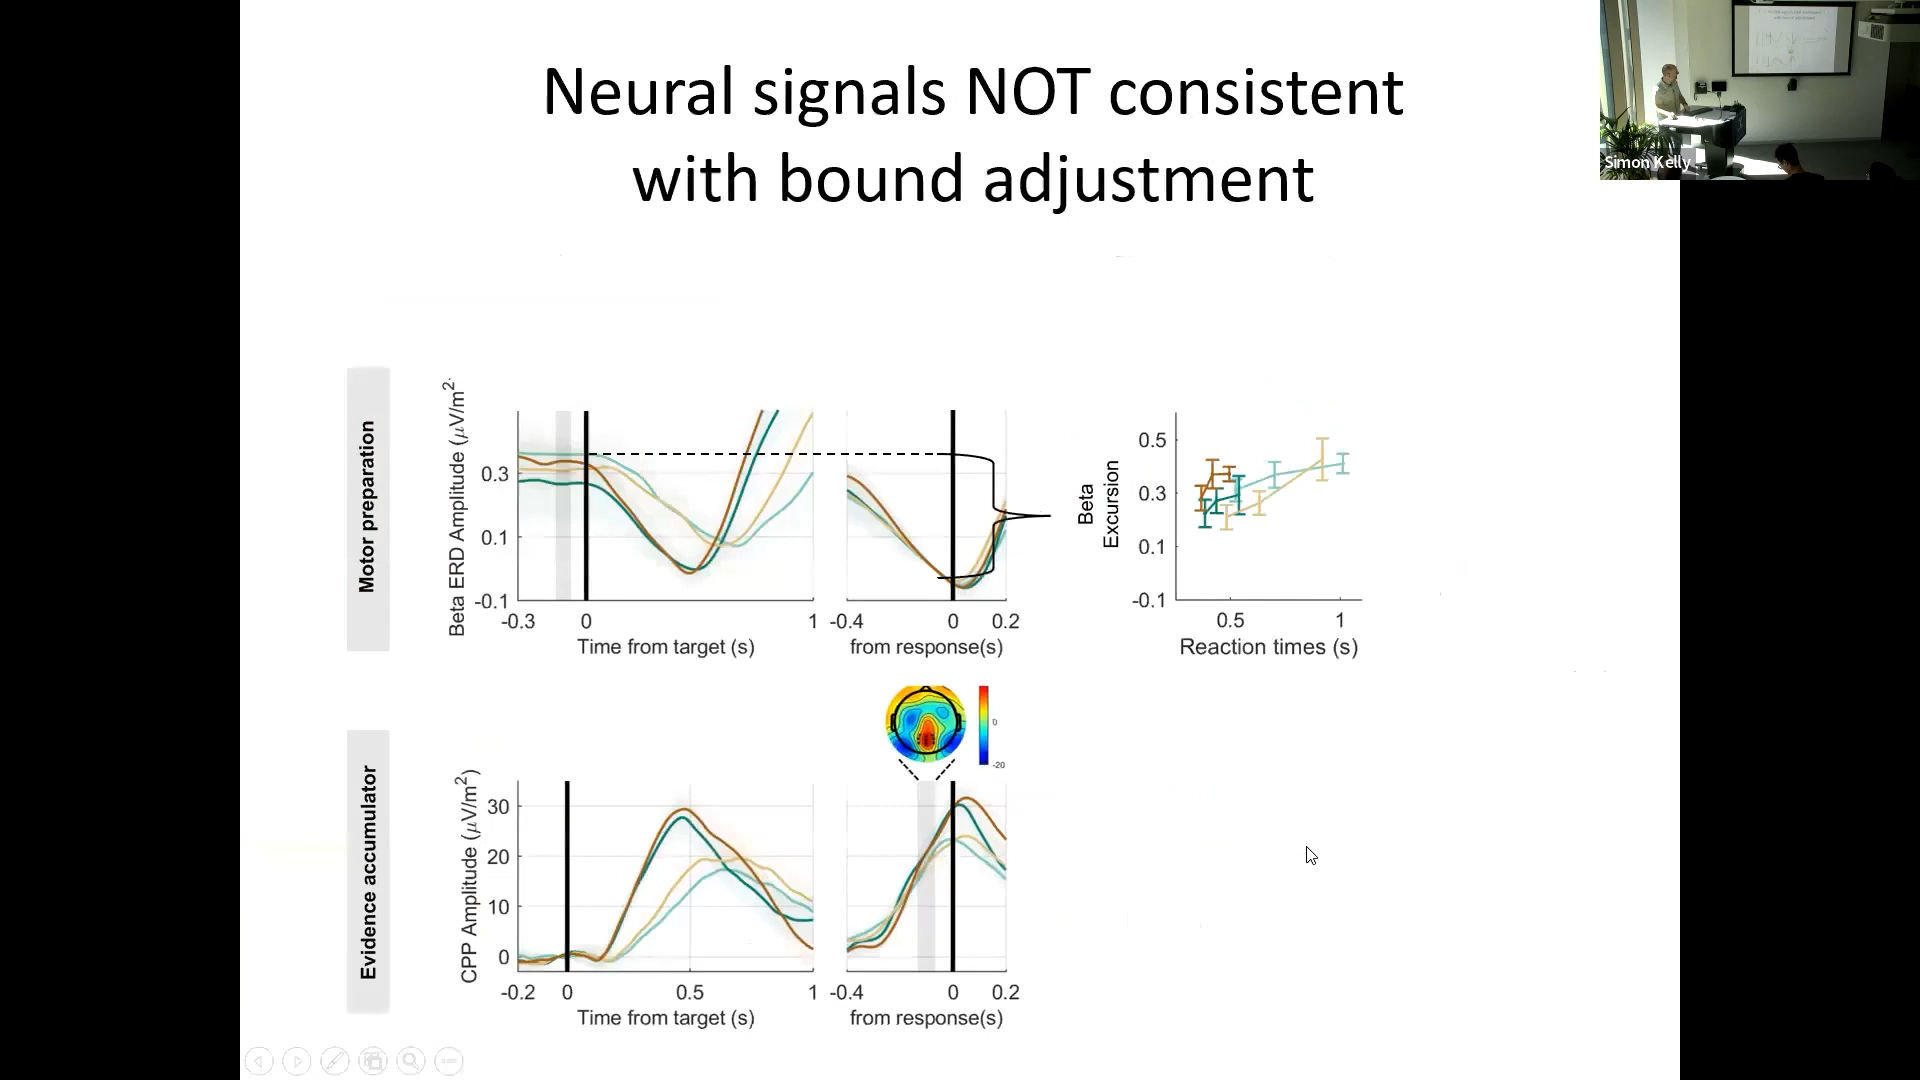 Neural signals NOT consistent
with bound adjustment
Simon Kelly
Motor preparation
Beta ERD Amplitude (μV/m²·
0.3
0.1
-0.1
-0.3
0
1
Time from target (s)
-0.4
0
0.2
from response(s)
Beta
Excursion
0.5
0.3
0.1
-0.1
0.5
1
Reaction times (s)
0
-20
Evidence accumulator
CPP Amplitude (μV/m²)
30
20
10
0
-0.2
0
0.5
1
Time from target (s)
-0.4
0
0.2
from response(s)